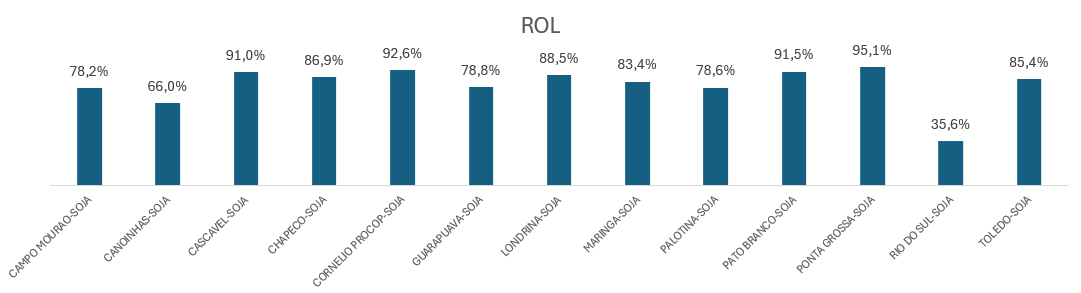 ROL
78,2%
66,0%
91,0%
86,9%
92,6%
78,8%
88,5%
83,4%
78,6%
91,5%
95,1%
35,6%
85,4%
CAMPO MOURAO-SOJA
CANOINHAS-SOJA
CASCAVEL-SOJA
CHAPECO-SOJA
CORNELIO PROCOP-SOJA
GUARAPUAVA-SOJA
LONDRINA-SOJA
MARINGA-SOJA
PALOTINA-SOJA
PATO BRANCO-SOJA
PONTA GROSSA-SOJA
RIO DO SUL-SOJA
TOLEDO-SOJA